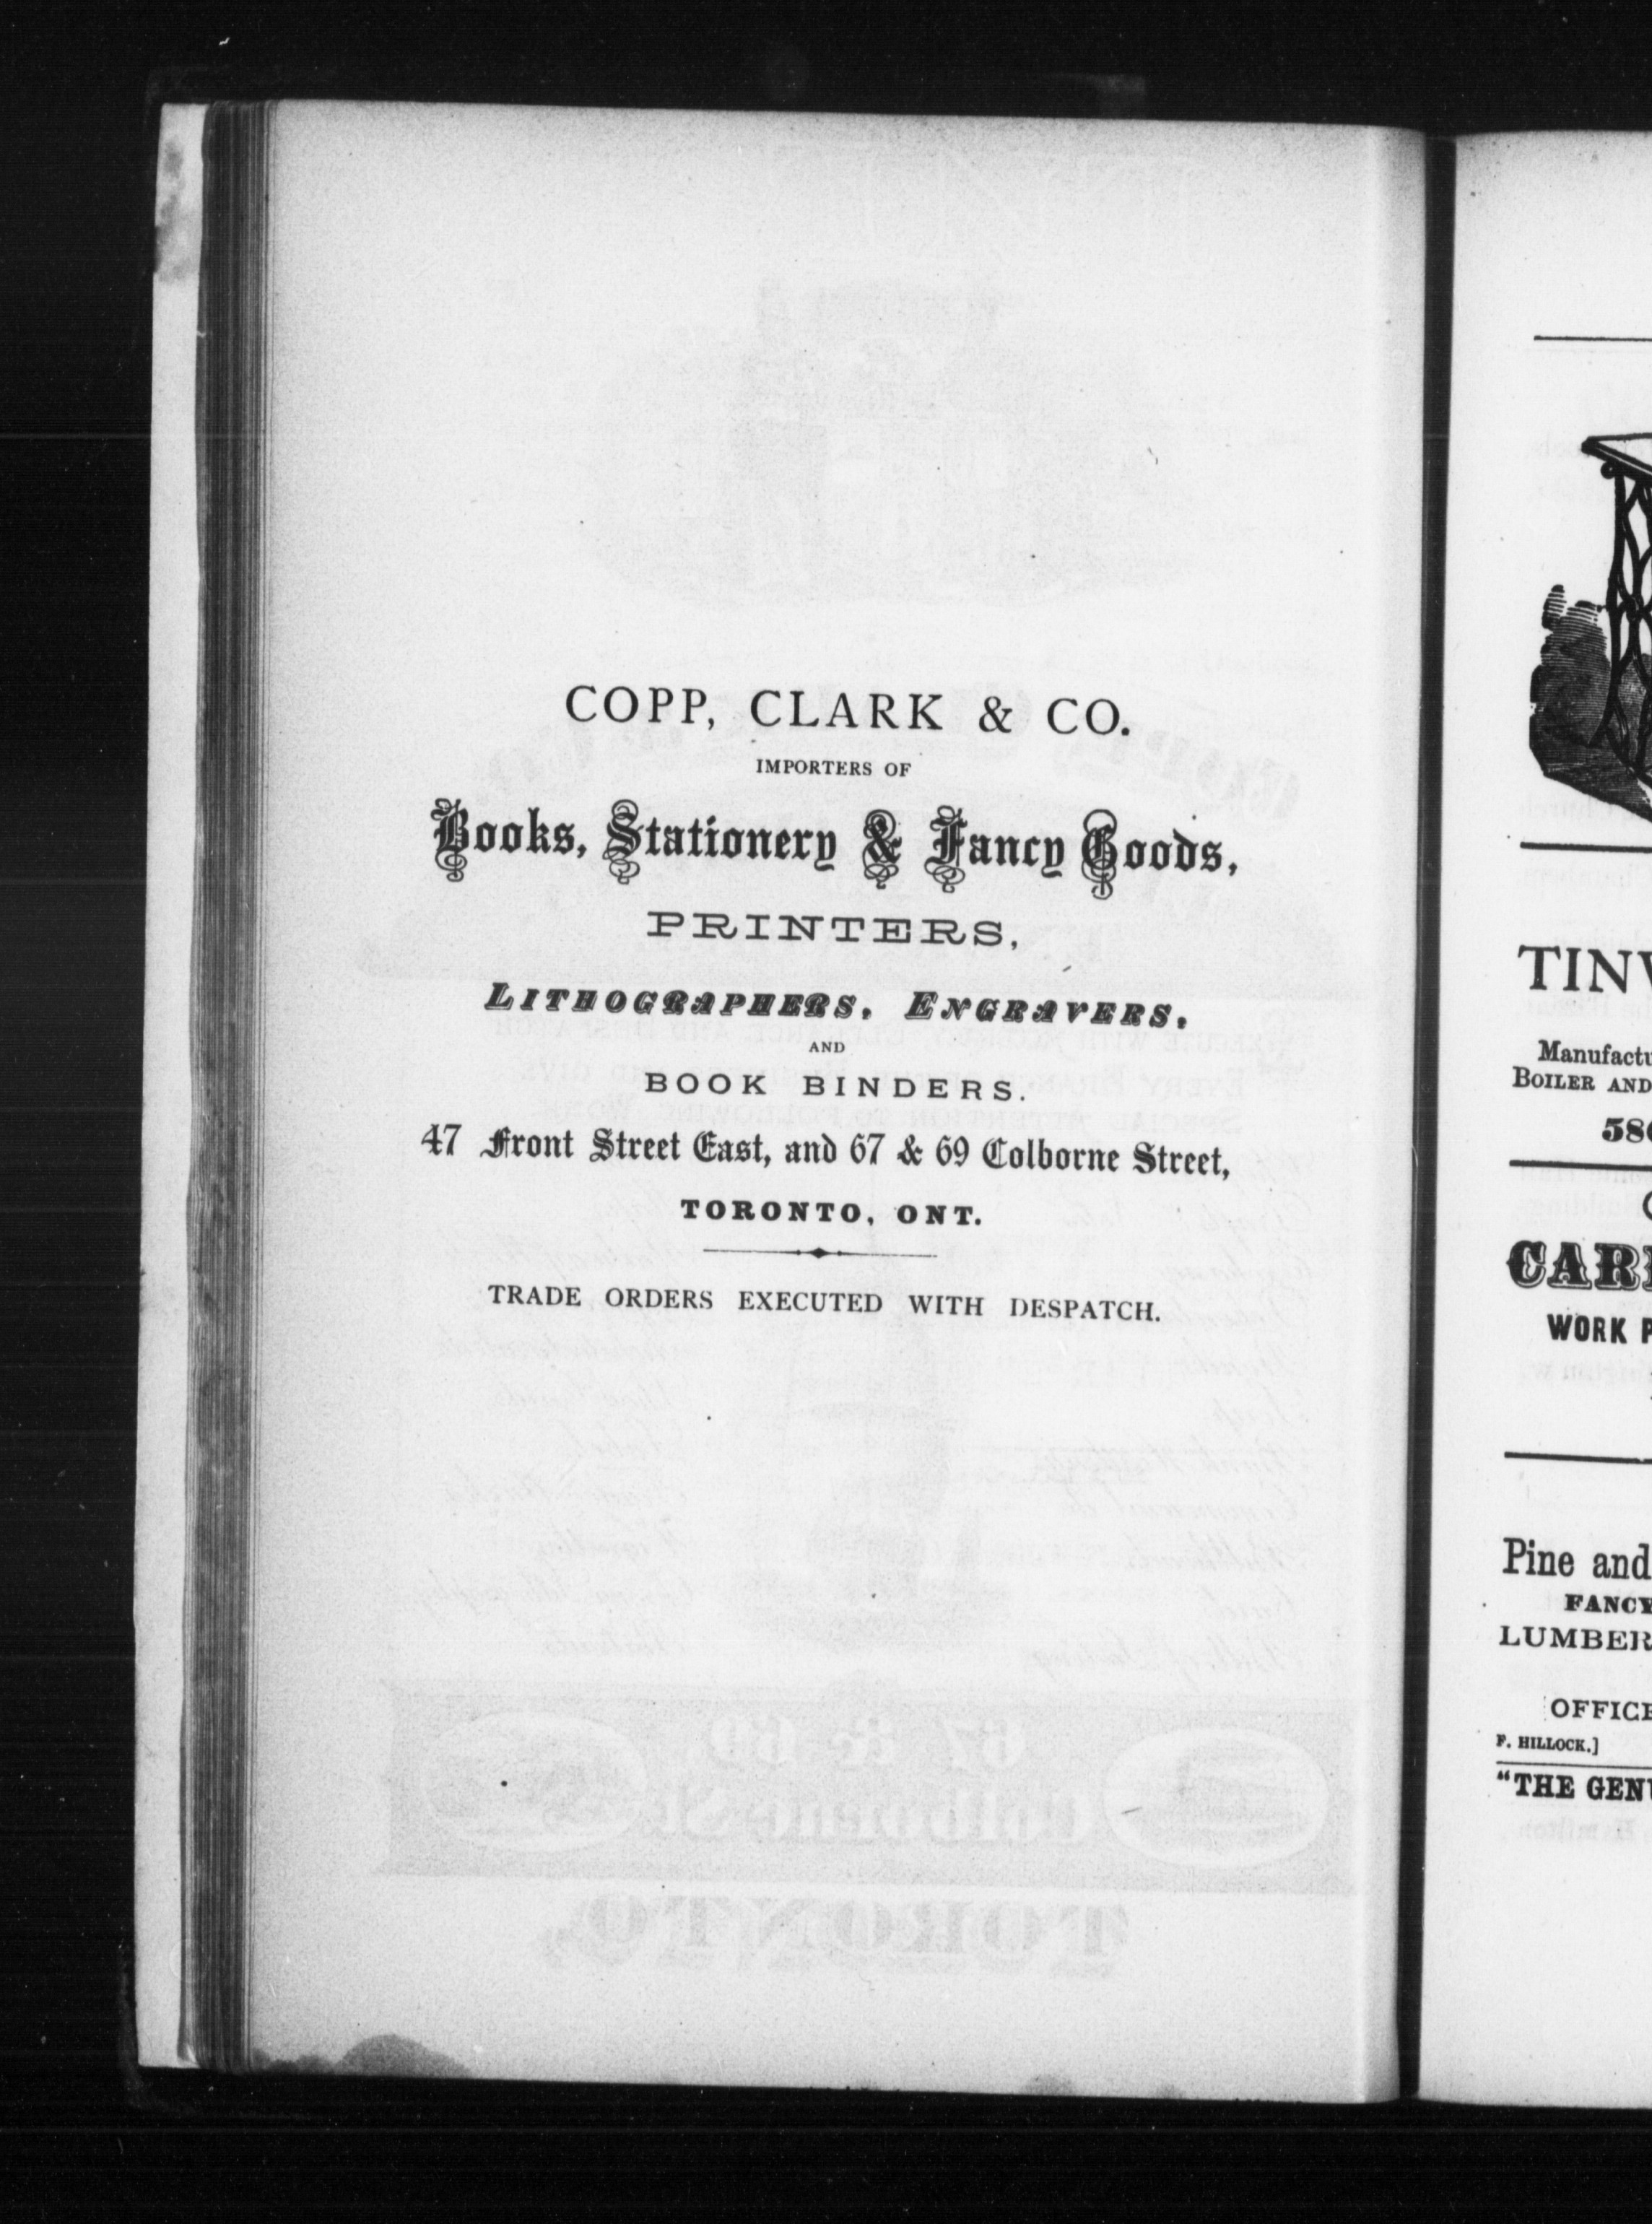 COPP, CLARK & CO.
IMPORTERS OF
Books, Stationery & Fancy Goods,
PRINTERS,
LITHOGRAPHERS, ENGRAVERS,
AND
BOOK BINDERS.
47 Front Street East, and 67 & 69 Colborne Street,
TORONTO, ONT.
TRADE ORDERS EXECUTED WITH DESPATCH.
Manufactu
BOILER AND
WORK P
Pine and
FANCY
LUMBER
OFFICE
F. HILLOCK.]
"THE GENU